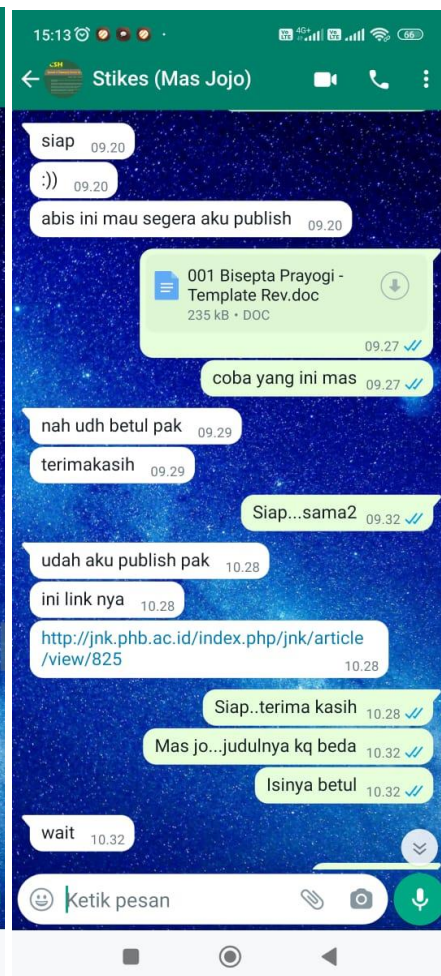 15:13
4G+
66
Stikes (Mas Jojo)
siap 09.20
:)) 09.20
abis ini mau segera aku publish 09.20
001 Bisepta Prayogi -
Template Rev.doc
235 kB • DOC
09.27
coba yang ini mas 09.27
nah udh betul pak 09.29
terimakasih 09.29
Siap...sama2 09.32
udah aku publish pak 10.28
ini link nya 10.28
http://jnk.phb.ac.id/index.php/jnk/article
/view/825
10.28
Siap..terima kasih 10.28
Mas jo...judulnya kq beda 10.32
Isinya betul 10.32
wait 10.32
Ketik pesan